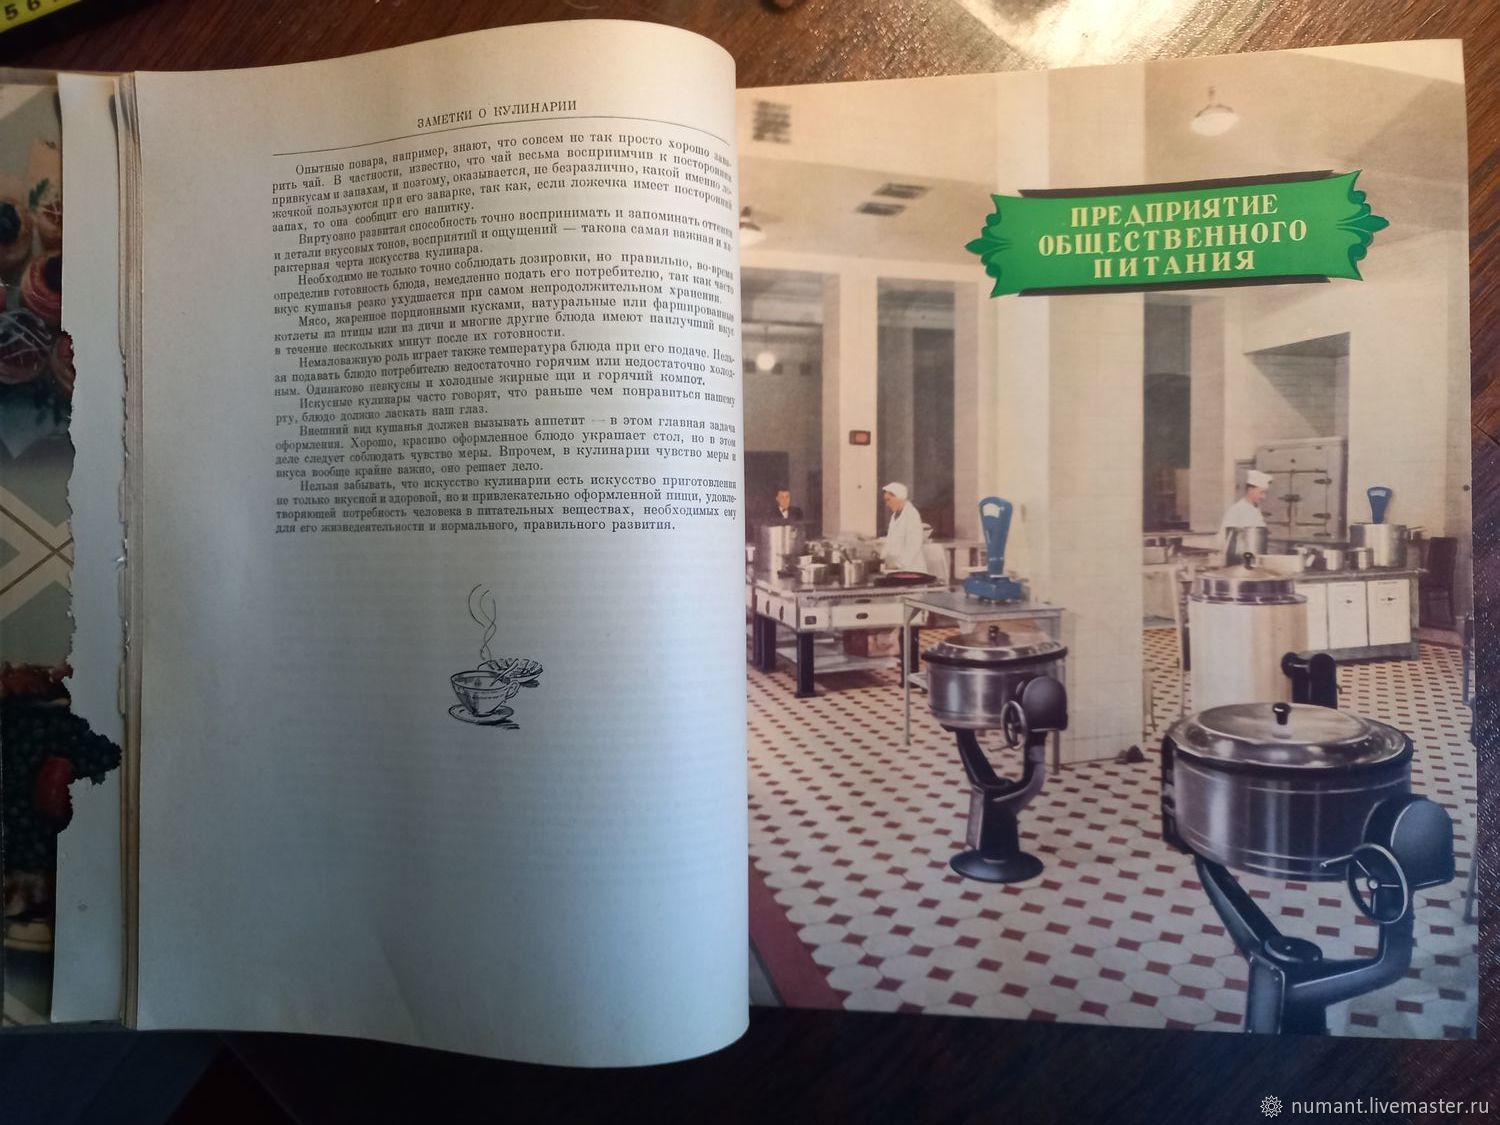 5 6
ЗАМЕТКИ О КУЛИНАРИИ
Опытные повара, например, знают, что совсем не так просто хорошо зава-
рить чай. В частности, известно, что чай весьма восприимчив к посторонним
привкусам и запахам, и поэтому, оказывается, не безразлично, какой именно ло-
жечкой пользуются при его заварке, так как, если ложечка имеет посторонний
запах, то она сообщит его напитку.
Виртуозно развитая способность точно воспринимать и запоминать оттенки
и детали вкусовых тонов, восприятий и ощущений — такова самая важная и ха-
рактерная черта искусства кулинара.
Необходимо не только точно соблюдать дозировки, но правильно, во-время
определив готовность блюда, немедленно подать его потребителю, так как часто
вкус кушанья резко ухудшается при самом непродолжительном хранении.
Мясо, жаренное порционными кусками, натуральные или фаршированные
котлеты из птицы или из дичи и многие другие блюда имеют наилучший вкус
в течение нескольких минут после их готовности.
Немаловажную роль играет также температура блюда при его подаче. Нель-
зя подавать блюдо потребителю недостаточно горячим или недостаточно холод-
ным. Одинаково невкусны и холодные жирные щи и горячий компот.
Искусные кулинары часто говорят, что раньше чем понравиться нашему
рту, блюдо должно ласкать наш глаз.
Внешний вид кушанья должен вызывать аппетит — в этом главная задача
оформления. Хорошо, красиво оформленное блюдо украшает стол, но в этом
деле следует соблюдать чувство меры. Впрочем, в кулинарии чувство меры и
вкуса вообще крайне важно, оно решает дело.
Нельзя забывать, что искусство кулинарии есть искусство приготовления
не только вкусной и здоровой, но и привлекательно оформленной пищи, удовле-
творяющей потребность человека в питательных веществах, необходимых ему
для его жизнедеятельности и нормального, правильного развития.
ПРЕДПРИЯТИЕ
ОБЩЕСТВЕННОГО
ПИТАНИЯ
numant.livemaster.ru